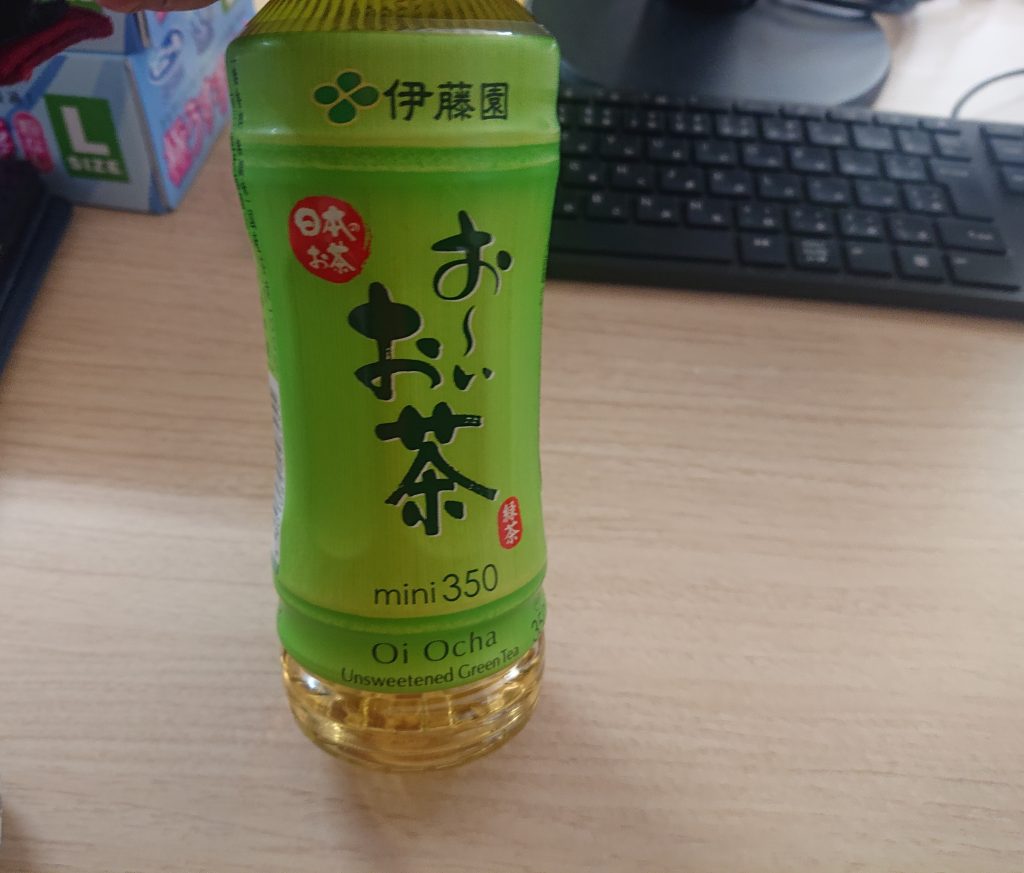 伊藤園
日本の
お茶
お〜い
お茶
緑茶
mini 350
Oi Ocha
Unsweetened Green Tea
L
SIZE